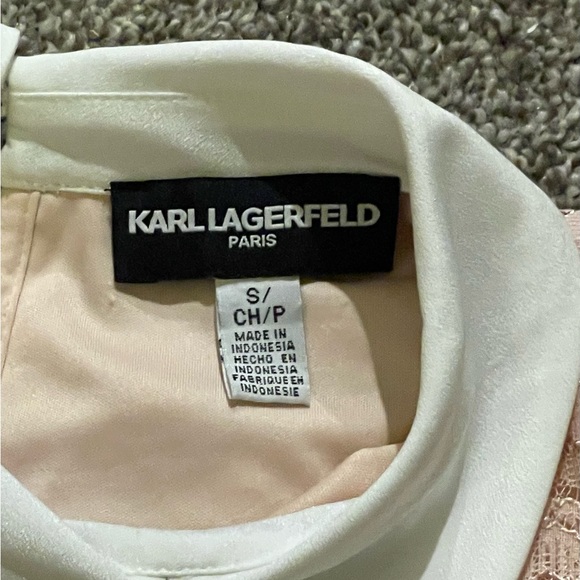 KARL LAGERFELD
PARIS
S/
CH/P
MADE IN
INDONESIA
HECHO EN
INDONESIA
FABRIQUE EN
INDONESIE